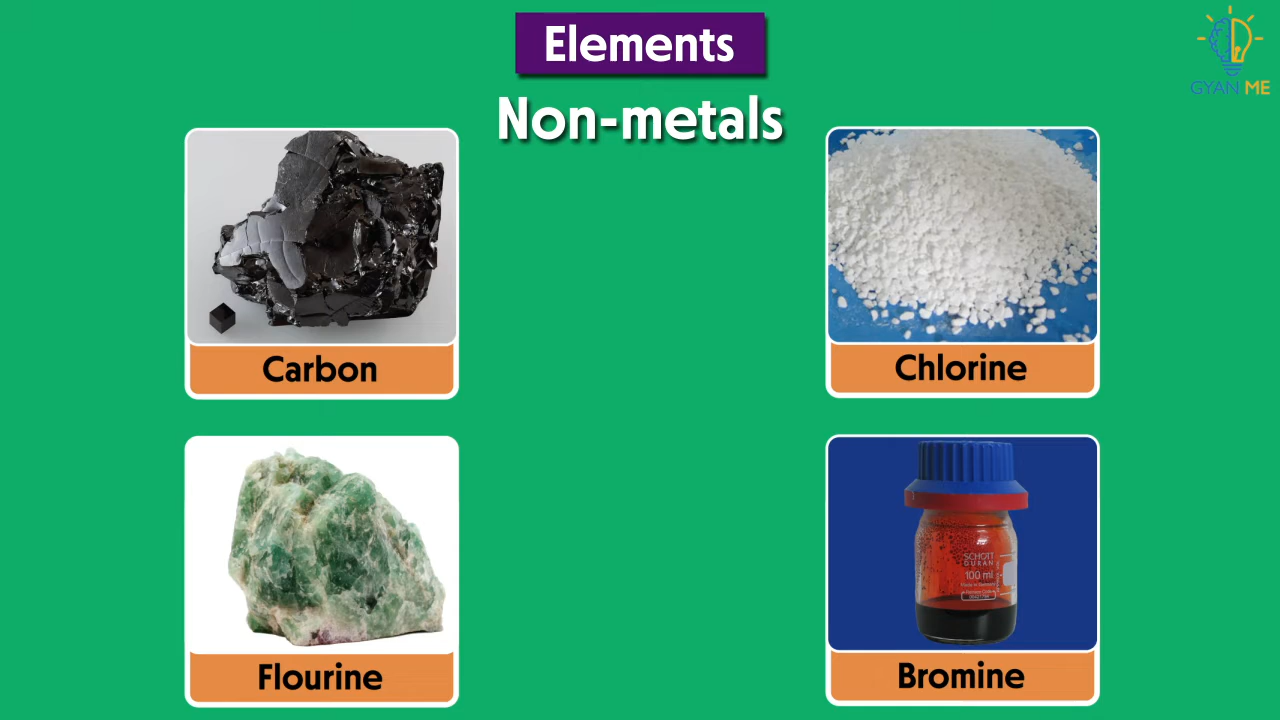 Elements
Non-metals
GYAN ME
Carbon
Chlorine
SCHOTT
DURAN
100 ml
Flourine
Bromine